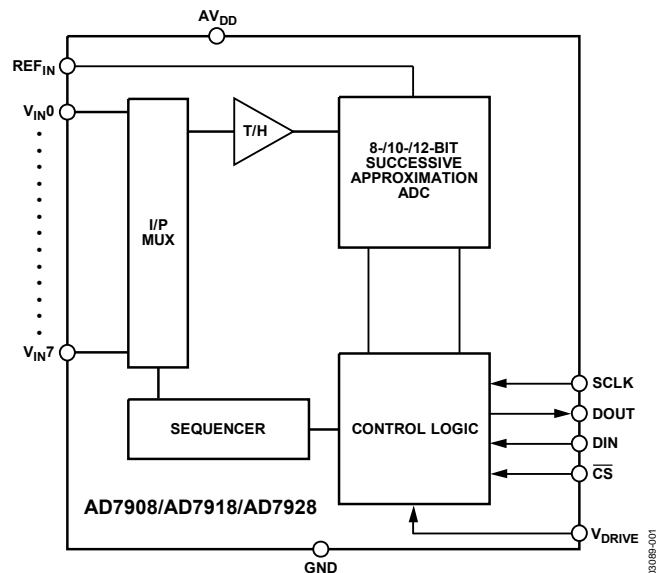 AVDD
REFIN
VIN0
T/H
8-/10-/12-BIT
SUCCESSIVE
APPROXIMATION
ADC
I/P
MUX
VIN7
SCLK
DOUT
SEQUENCER
CONTROL LOGIC
DIN
CS
AD7908/AD7918/AD7928
VDRIVE
GND
03089-001